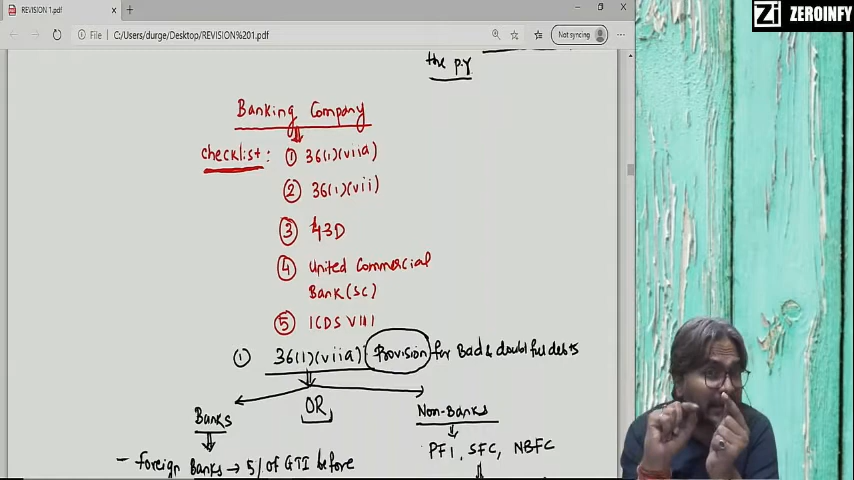 REVISION 1.pdf
File
C:/Users/durge/Desktop/REVISION%201.pdf
Not syncing
Zi ZEROINFY
the p.y
Banking Company
checklist: ① 36(1)(viia)
② 36(1)(vii)
③ 43D
④ United Commercial
Bank (SC)
⑤ ICDS VIII
① 36(1)(viia) Provision for Bad & doubtful debts
OR
Banks
Non-Banks
PFI, SFC, NBFC
- foreign Banks → 5% of GTI before